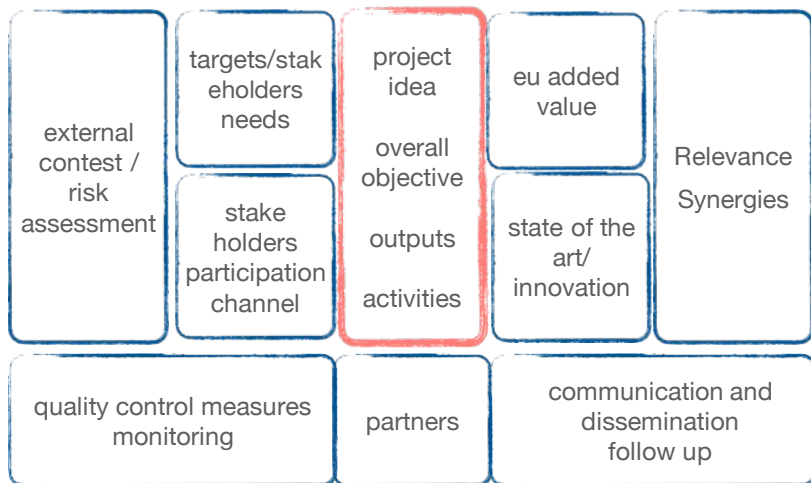 external
contest /
risk
assessment
targets/stak
eholders
needs
stake
holders
participation
channel
project
idea
overall
objective
outputs
activities
eu added
value
state of the
art/
innovation
Relevance
Synergies
quality control measures
monitoring
partners
communication and
dissemination
follow up